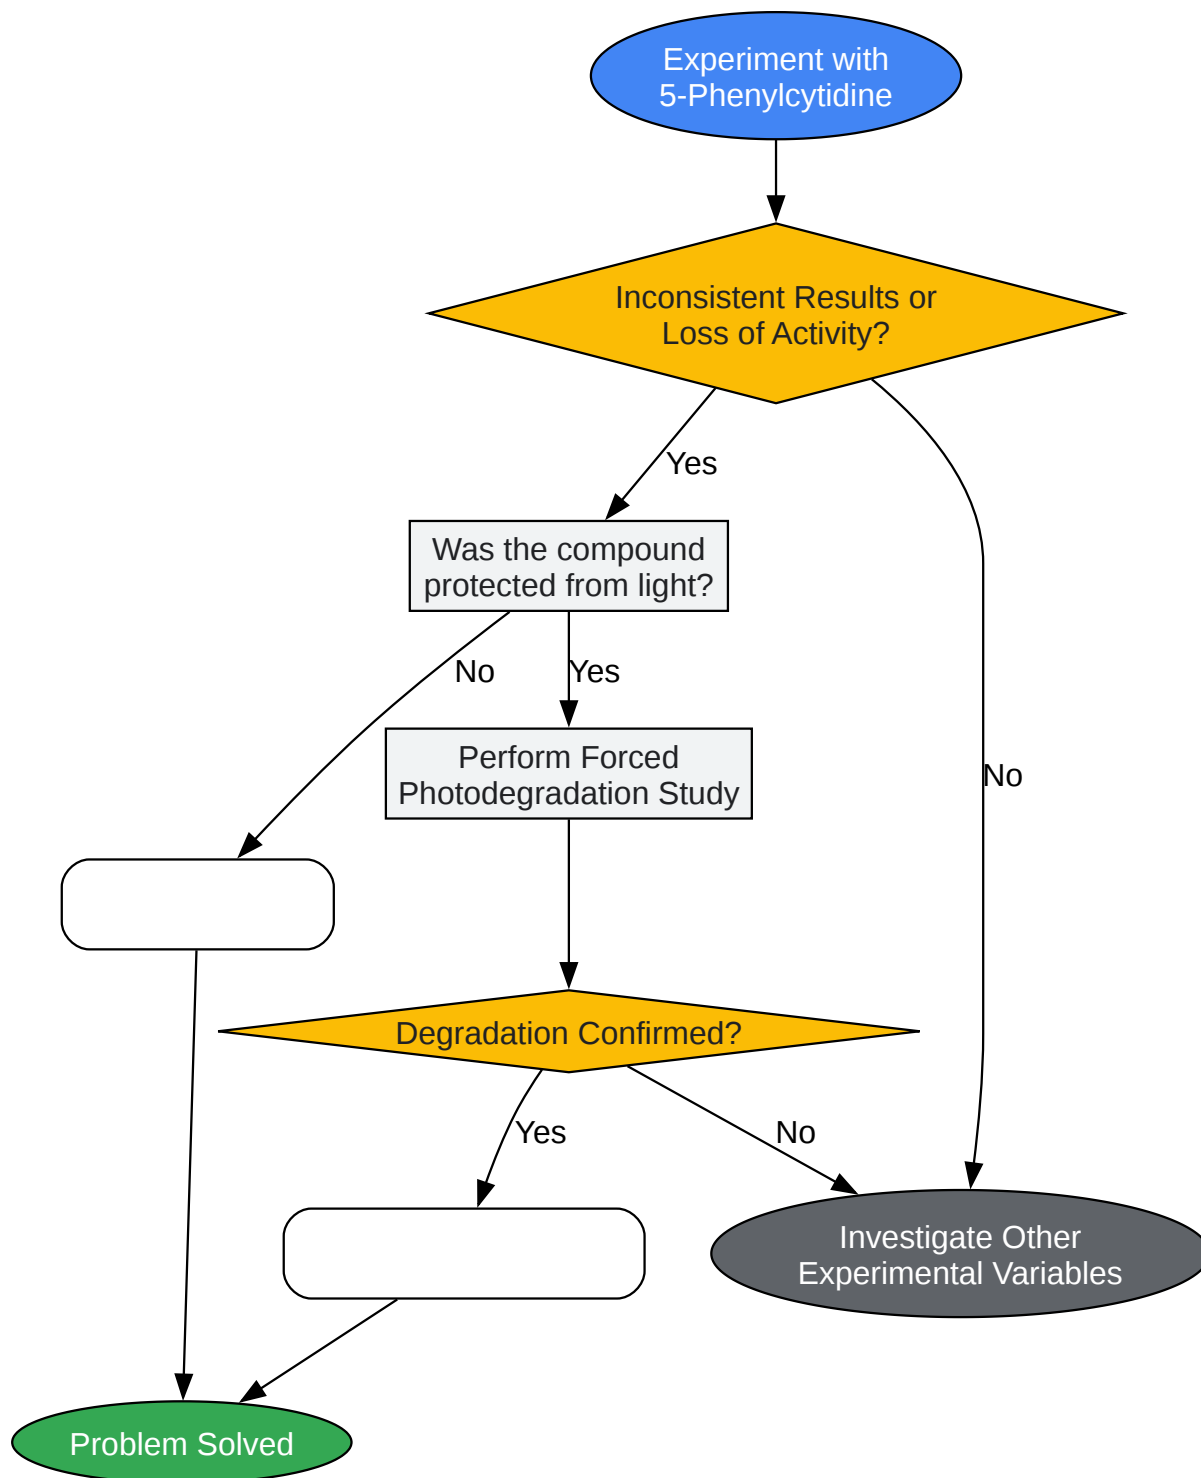 Experiment with
5-Phenylcytidine
Inconsistent Results or
Loss of Activity?
Yes
Was the compound
protected from light?
No
Yes
Perform Forced
Photodegradation Study
No
Degradation Confirmed?
Yes
No
Investigate Other
Experimental Variables
Problem Solved